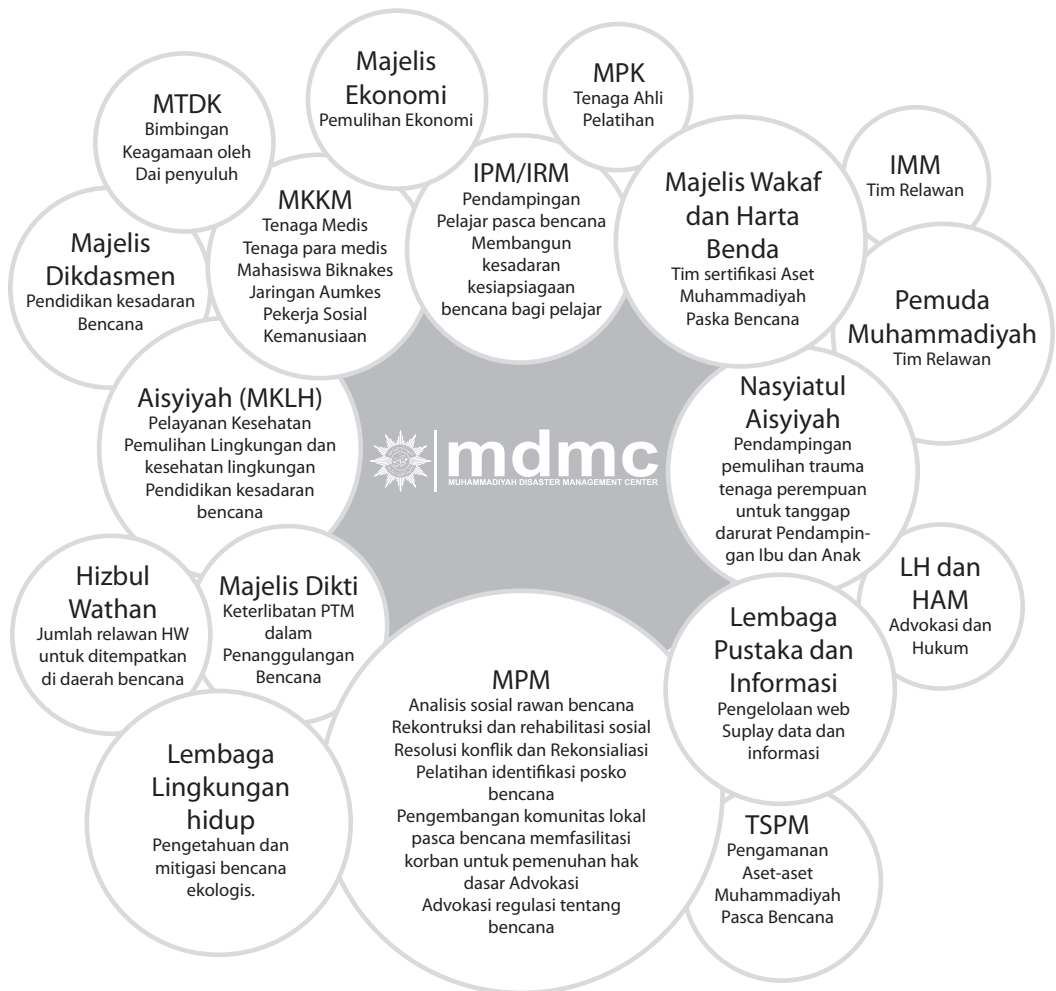 Majelis
Ekonomi
Pemulihan Ekonomi
MPK
Tenaga Ahli
Pelatihan
MTDK
Bimbingan
Keagamaan oleh
Dai penyuluh
IMM
Tim Relawan
IPM/IRM
Pendampingan
Pelajar pasca bencana
Membangun
kesadaran
kesiapsiagaan
bencana bagi pelajar
Majelis Wakaf
dan Harta
Benda
Tim sertifikasi Aset
Muhammadiyah
Paska Bencana
MKKM
Tenaga Medis
Tenaga para medis
Mahasiswa Biknakes
Jaringan Aumkes
Pekerja Sosial
Kemanusiaan
Majelis
Dikdasmen
Pendidikan kesadaran
Bencana
Pemuda
Muhammadiyah
Tim Relawan
Aisyiyah (MKLH)
Pelayanan Kesehatan
Pemulihan Lingkungan dan
kesehatan lingkungan
Pendidikan kesadaran
bencana
mdmc
MUHAMMADIYAH DISASTER MANAGEMENT CENTER
Nasyiatul
Aisyiyah
Pendampingan
pemulihan trauma
tenaga perempuan
untuk tanggap
darurat Pendampin-
gan Ibu dan Anak
Hizbul
Wathan
Jumlah relawan HW
untuk ditempatkan
di daerah bencana
Majelis Dikti
Keterlibatan PTM
dalam
Penanggulangan
Bencana
LH dan
HAM
Advokasi dan
Hukum
Lembaga
Pustaka dan
Informasi
Pengelolaan web
Suplay data dan
informasi
MPM
Analisis sosial rawan bencana
Rekontruksi dan rehabilitasi sosial
Resolusi konflik dan Rekonsialiasi
Pelatihan identifikasi posko
bencana
Pengembangan komunitas lokal
pasca bencana memfasilitasi
korban untuk pemenuhan hak
dasar Advokasi
Advokasi regulasi tentang
bencana
Lembaga
Lingkungan
hidup
Pengetahuan dan
mitigasi bencana
ekologis.
TSPM
Pengamanan
Aset-aset
Muhammadiyah
Pasca Bencana